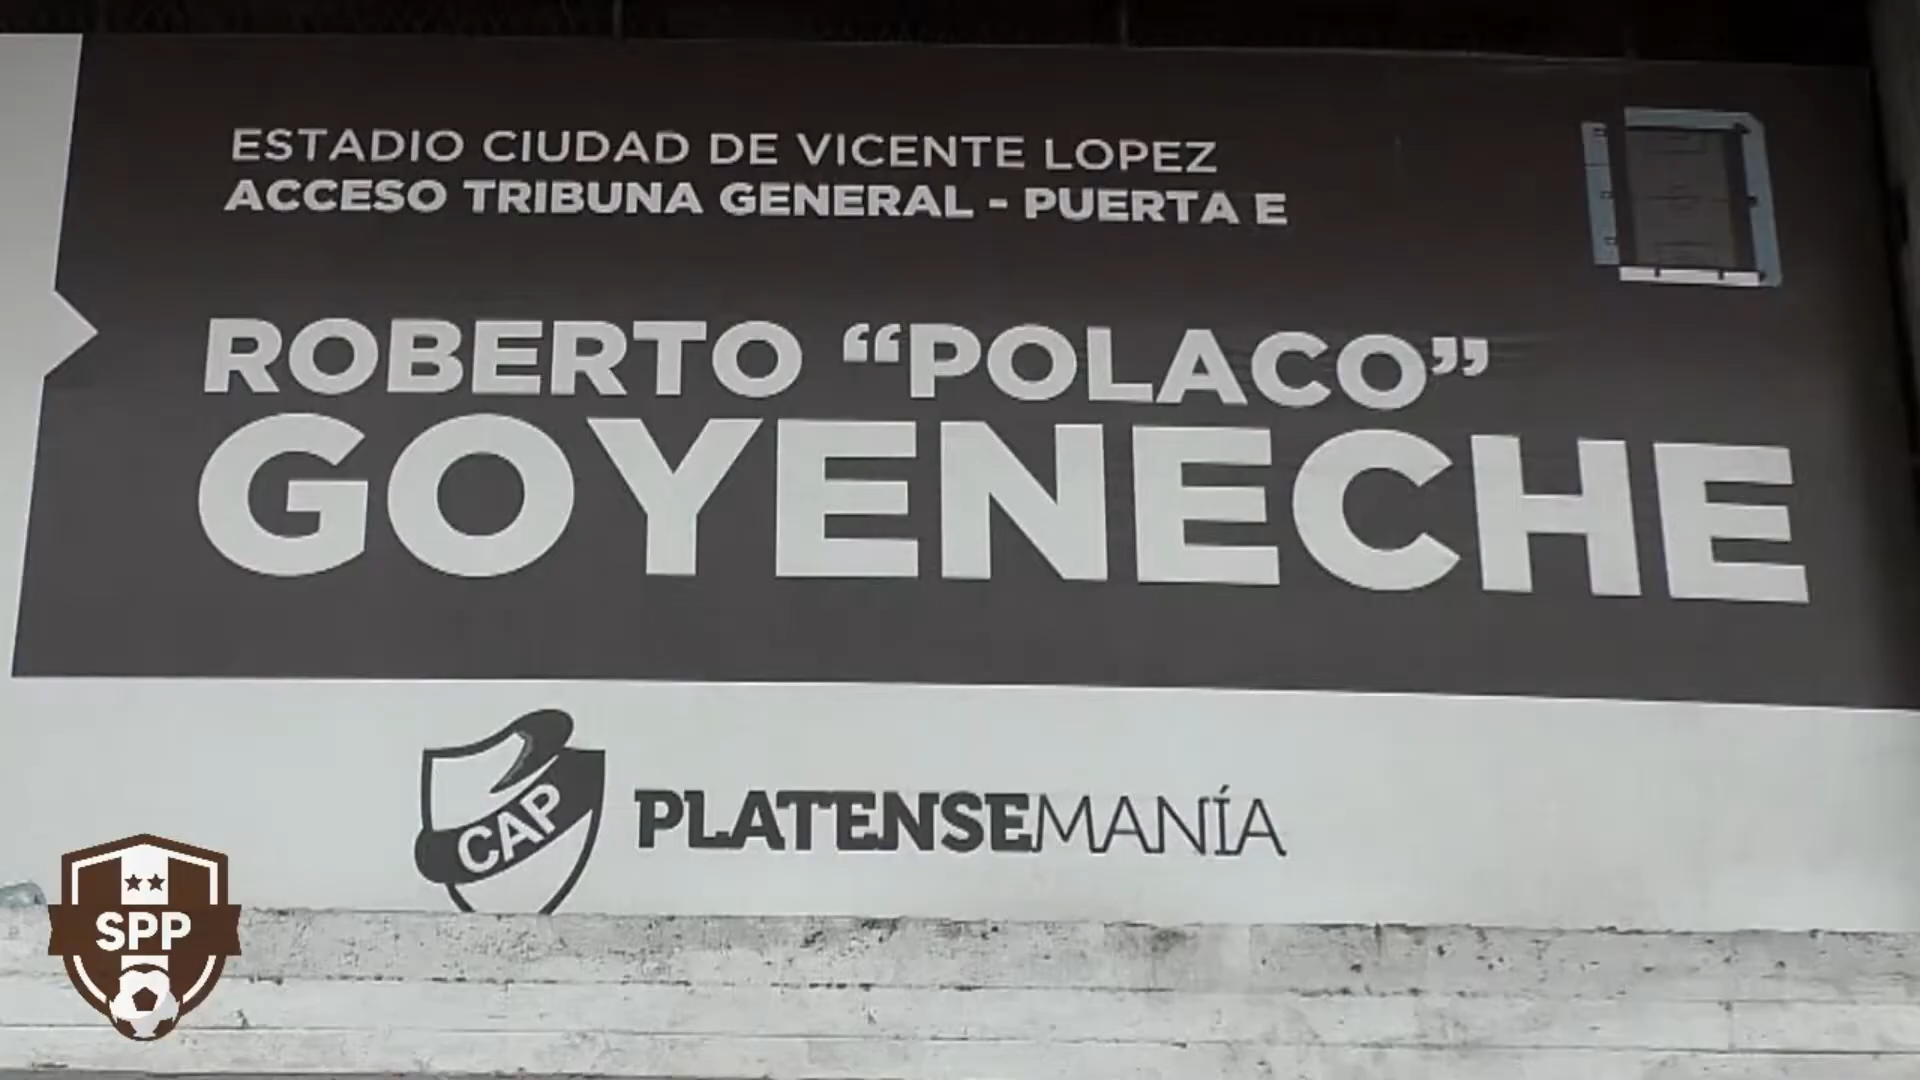 ESTADIO CIUDAD DE VICENTE LOPEZ
ACCESO TRIBUNA GENERAL - PUERTA E
ROBERTO “POLACO”
GOYENECHE
CAP
PLATENSEMANÍA
SPP